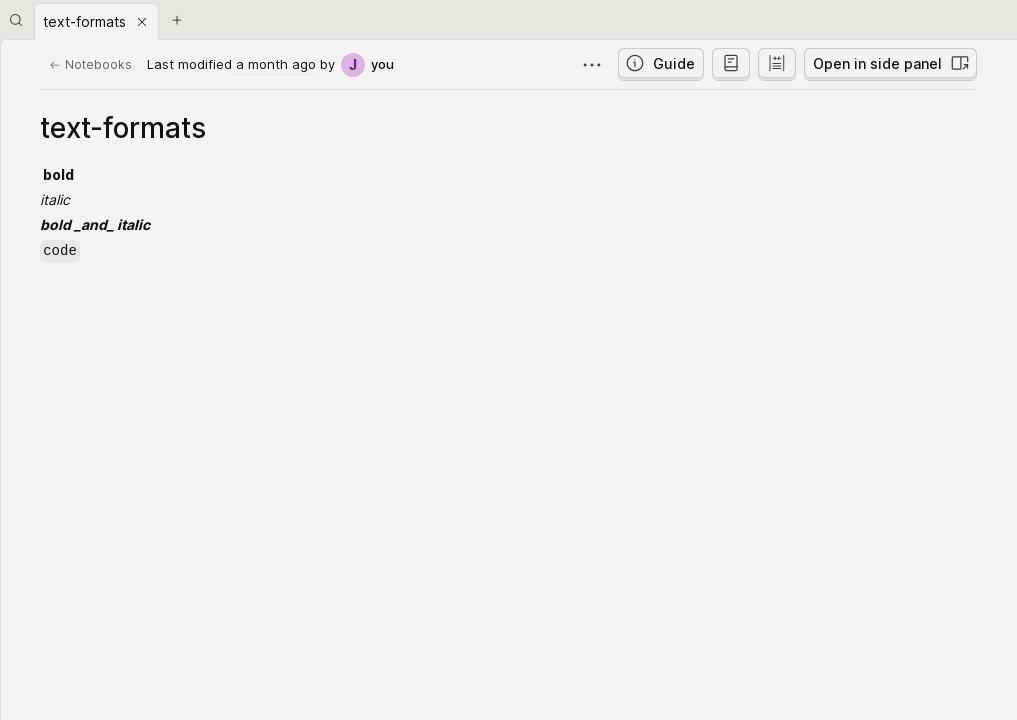 text-formats
Notebooks Last modified a month ago by J you Guide Open in side panel
text-formats
bold
italic
bold _and_ italic
code